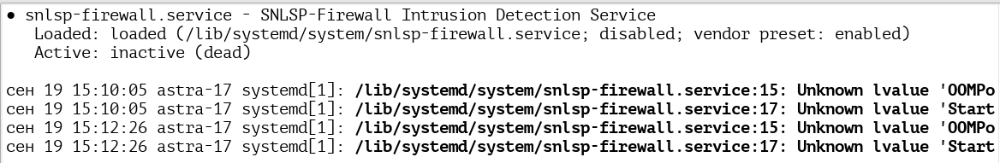 ● snlsp-firewall.service - SNLSP-Firewall Intrusion Detection Service
Loaded: loaded (/lib/systemd/system/snlsp-firewall.service; disabled; vendor preset: enabled)
Active: inactive (dead)
сен 19 15:10:05 astra-17 systemd[1]: /lib/systemd/system/snlsp-firewall.service:15: Unknown lvalue 'OOMPo
сен 19 15:10:05 astra-17 systemd[1]: /lib/systemd/system/snlsp-firewall.service:17: Unknown lvalue 'Start
сен 19 15:12:26 astra-17 systemd[1]: /lib/systemd/system/snlsp-firewall.service:15: Unknown lvalue 'OOMPo
сен 19 15:12:26 astra-17 systemd[1]: /lib/systemd/system/snlsp-firewall.service:17: Unknown lvalue 'Start